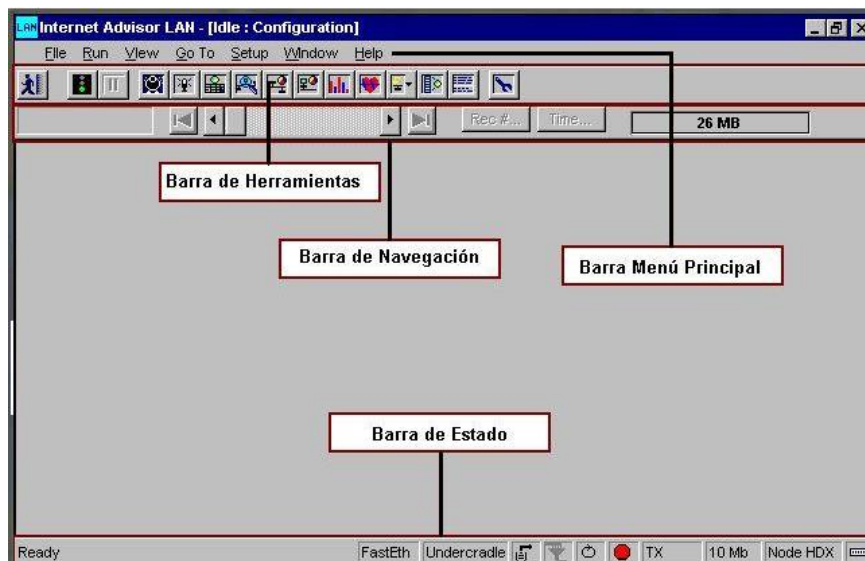 LAN Internet Advisor LAN - [Idle : Configuration]
File Run View Go To Setup Window Help
Rec #... Time... 26 MB
Barra de Herramientas
Barra de Navegación
Barra Menú Principal
Barra de Estado
Ready FastEth Undercradle TX 10 Mb Node HDX